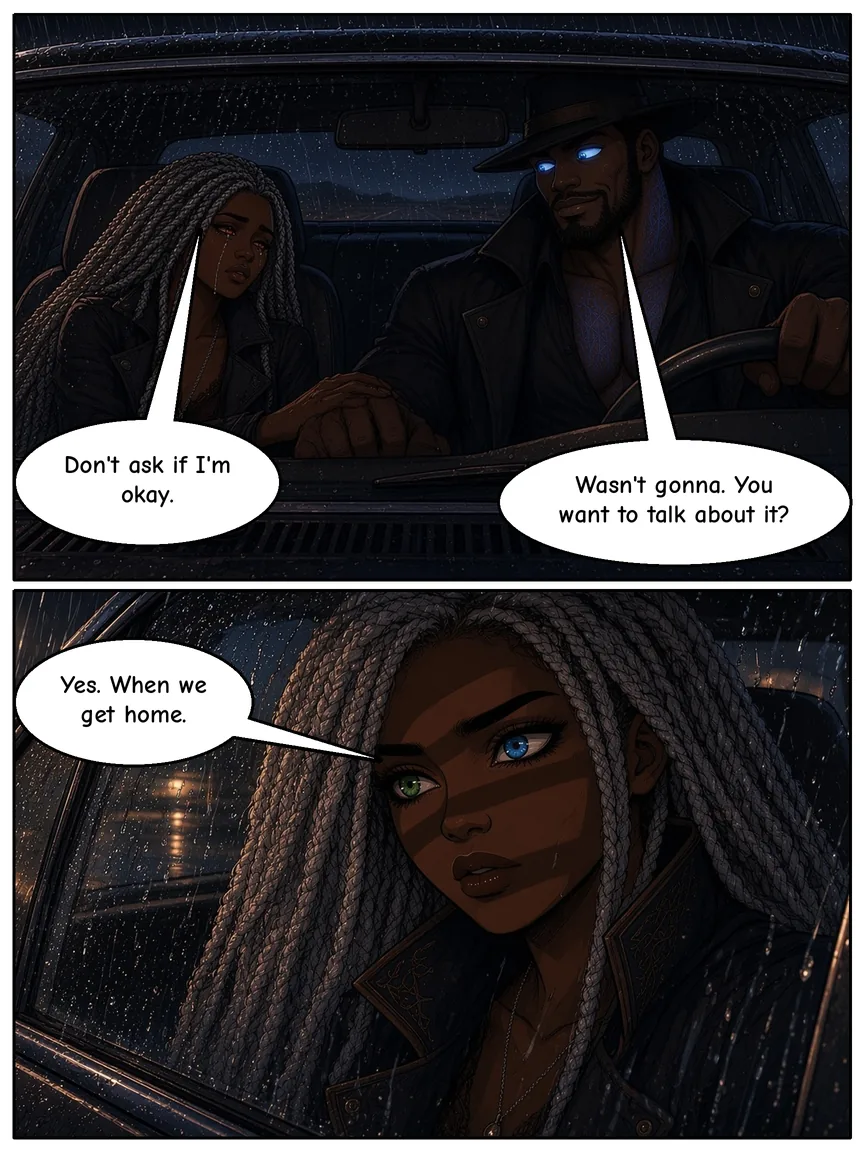 Don't ask if I'm
okay.
Wasn't gonna. You
want to talk about it?
Yes. When we
get home.